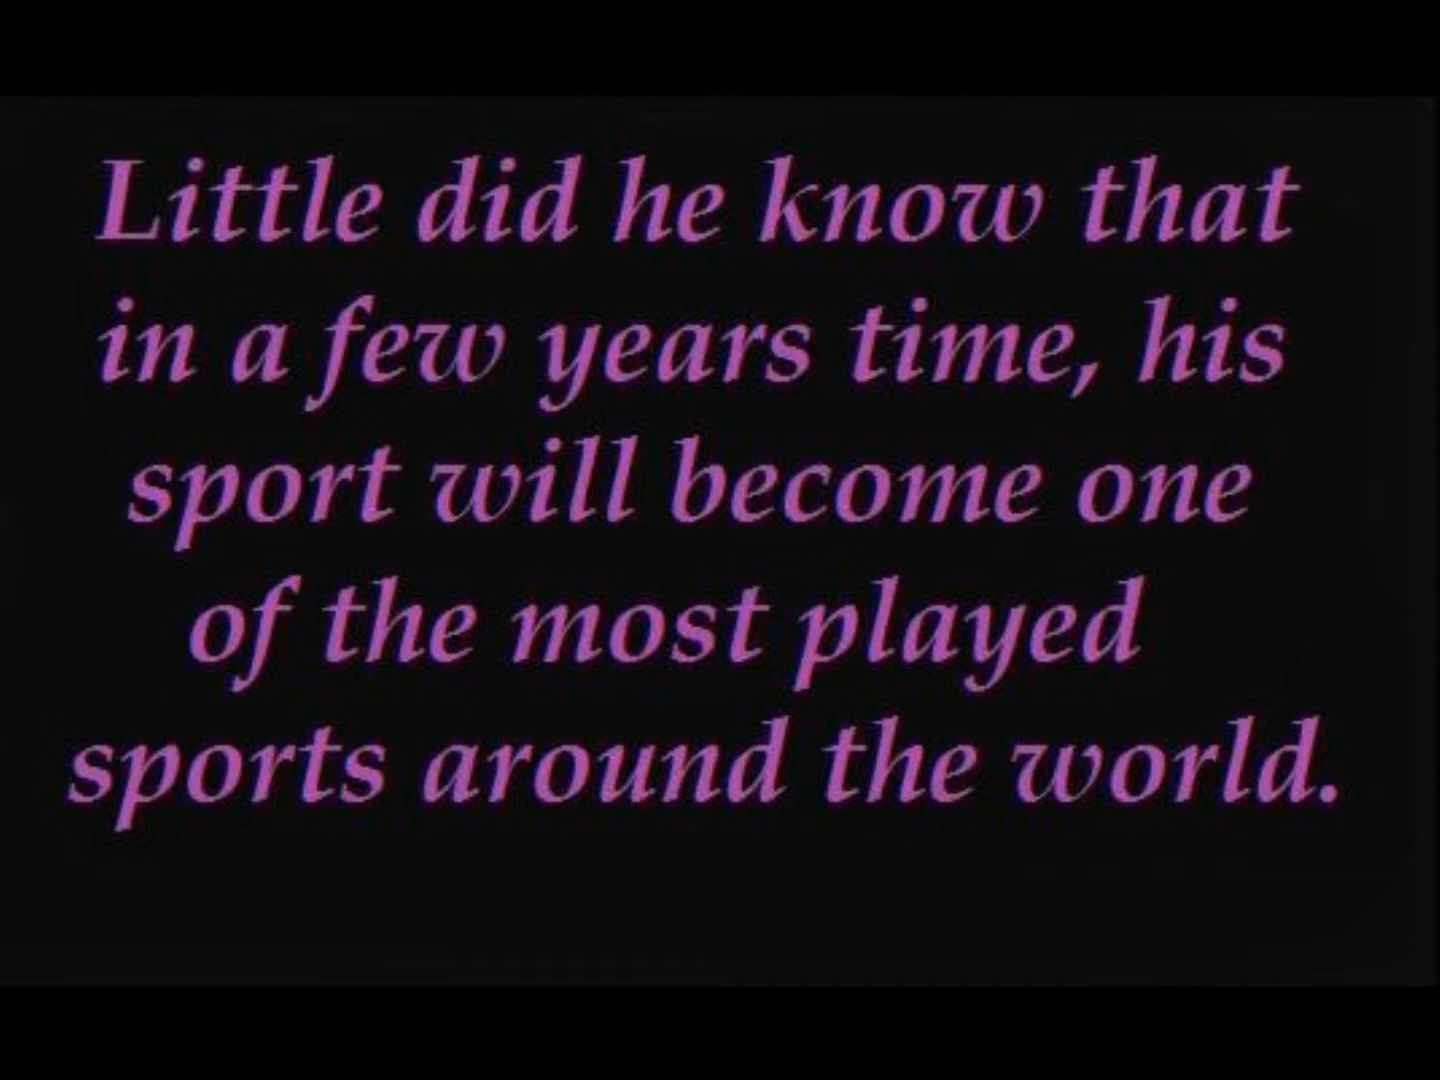 Little did he know that
in a few years time, his
sport will become one
of the most played
sports around the world.